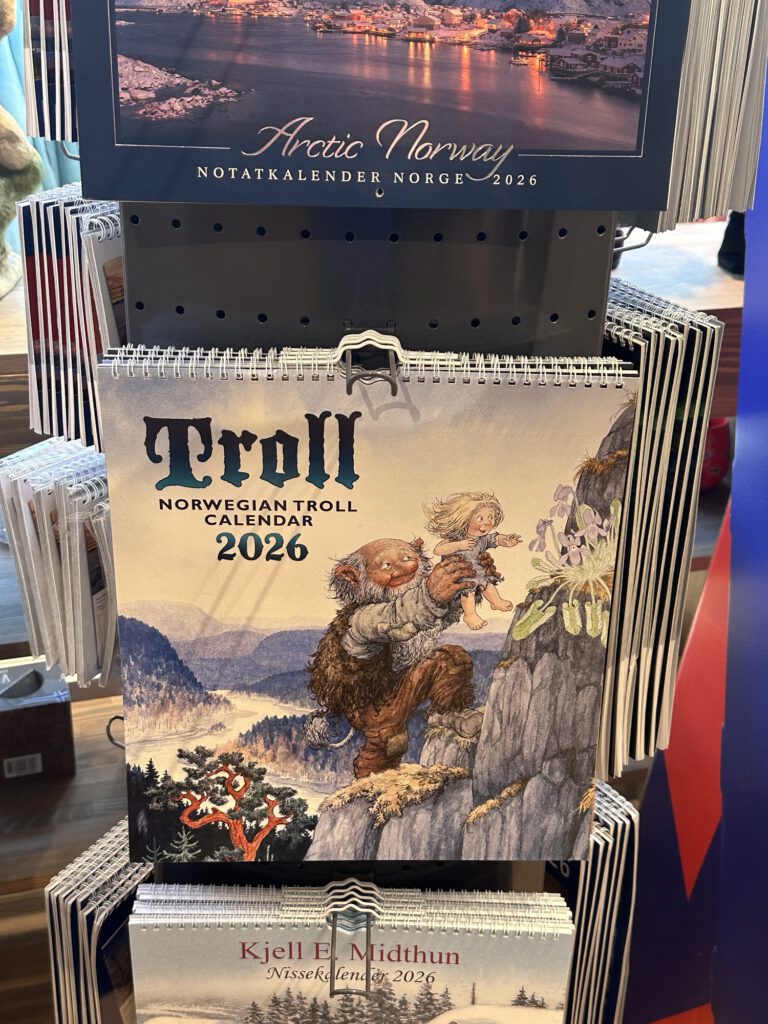 Arctic Norway
NOTATKALENDER NORGE 2026
Troll
NORWEGIAN TROLL
CALENDAR
2026
Kjell E. Midthun
Nissekalender 2026